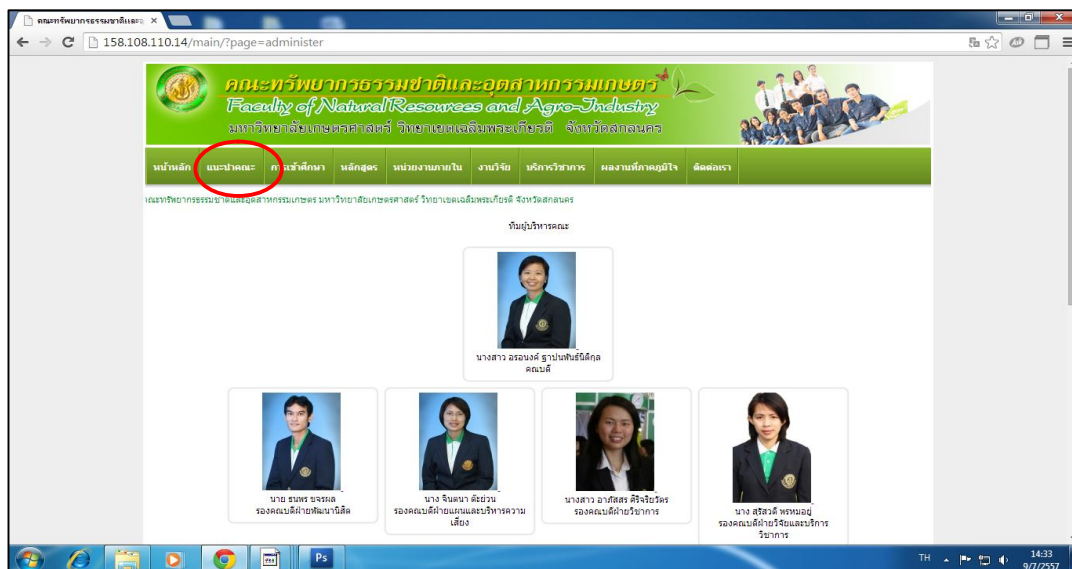 คณะทรัพยากรธรรมชาติและอุ
158.108.110.14/main/?page=administer
คณะทรัพยากรธรรมชาติและอุตสาหกรรมเกษตร
Faculty of Natural Resources and Agro-Industry
มหาวิทยาลัยเกษตรศาสตร์ วิทยาเขตเฉลิมพระเกียรติ จังหวัดสกลนคร
หน้าหลัก แนะนำคณะ การเข้าศึกษา หลักสูตร หน่วยงานภายใน งานวิจัย บริการวิชาการ ผลงานที่ภาคภูมิใจ ติดต่อเรา
คณะทรัพยากรธรรมชาติและอุตสาหกรรมเกษตร มหาวิทยาลัยเกษตรศาสตร์ วิทยาเขตเฉลิมพระเกียรติ จังหวัดสกลนคร
ทีมผู้บริหารคณะ
นางสาว อรอนงค์ ฐาปนพันธ์นิติกุล
คณบดี
นาย ธนพร ขจรผล
รองคณบดีฝ่ายพัฒนานิสิต
นาง จินตนา ต๊ะย่วน
รองคณบดีฝ่ายแผนและบริหารความ
เสี่ยง
นางสาว อาภัสสร ศิริจริยวัตร
รองคณบดีฝ่ายวิชาการ
นาง สุรัสวดี พรหมอยู่
รองคณบดีฝ่ายวิจัยและบริการ
วิชาการ
Ps
TH
14:33
9/7/2557